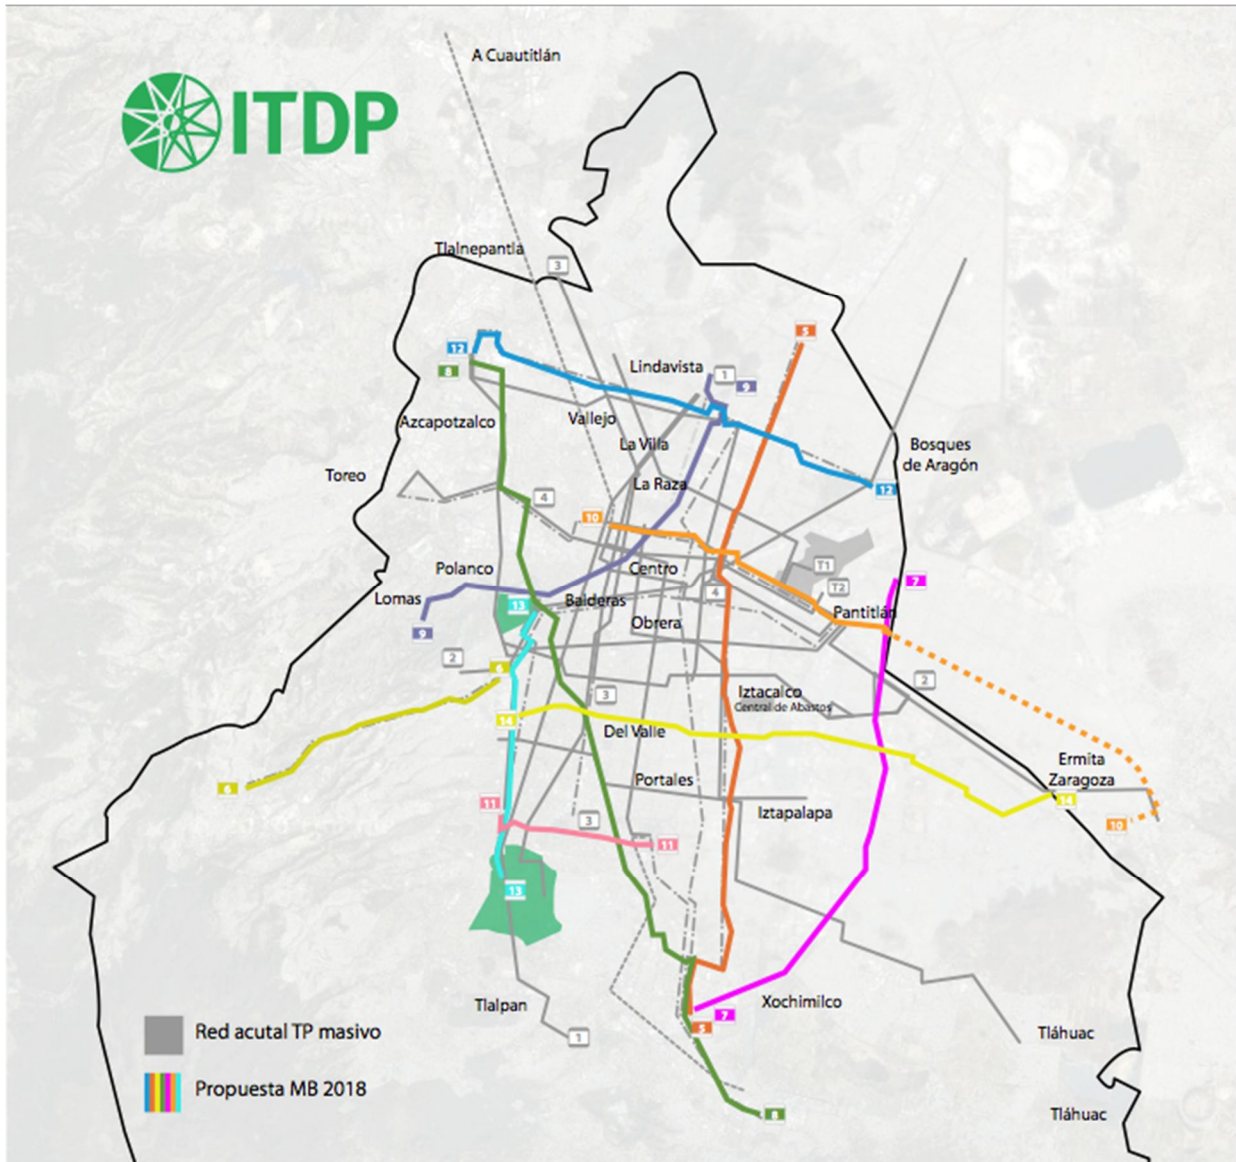 A Cuautitlán
ITDP
Tlalnepantla
3
5
12
Lindavista
1
9
8
Azcapotzalco
Vallejo
La Villa
Bosques
de Aragón
Toreo
La Raza
12
4
10
Polanco
Centro
T1
7
T2
Lomas
13
Balderas
4
Pantitlán
9
Obrera
2
6
2
3
Iztacalco
Central de Abastos
14
Del Valle
Ermita
Zaragoza
Portales
6
14
11
3
Iztapalapa
10
11
13
Tlalpan
Xochimilco
7
5
Red acutal TP masivo
1
Tláhuac
Propuesta MB 2018
8
Tláhuac